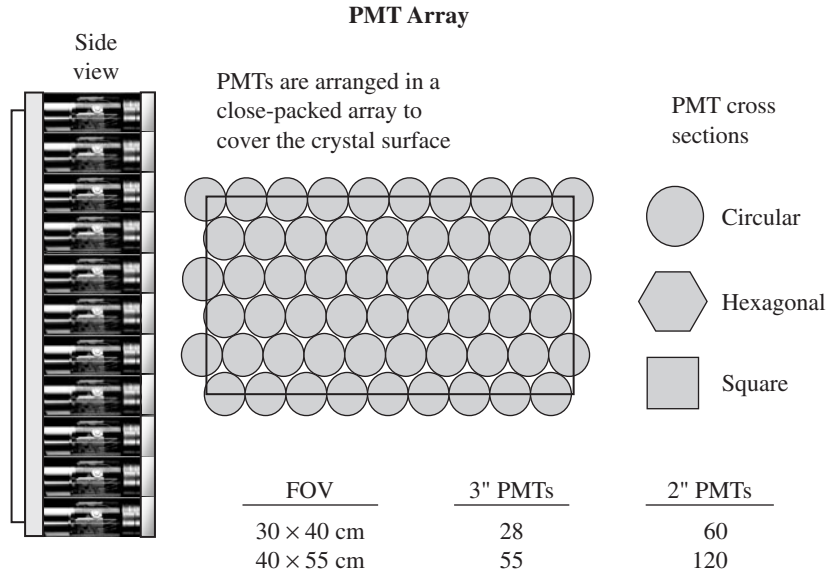 PMT Array
Side
view
PMTs are arranged in a
close-packed array to
cover the crystal surface
PMT cross
sections
Circular
Hexagonal
Square
FOV 3" PMTs 2" PMTs
30 × 40 cm 28 60
40 × 55 cm 55 120